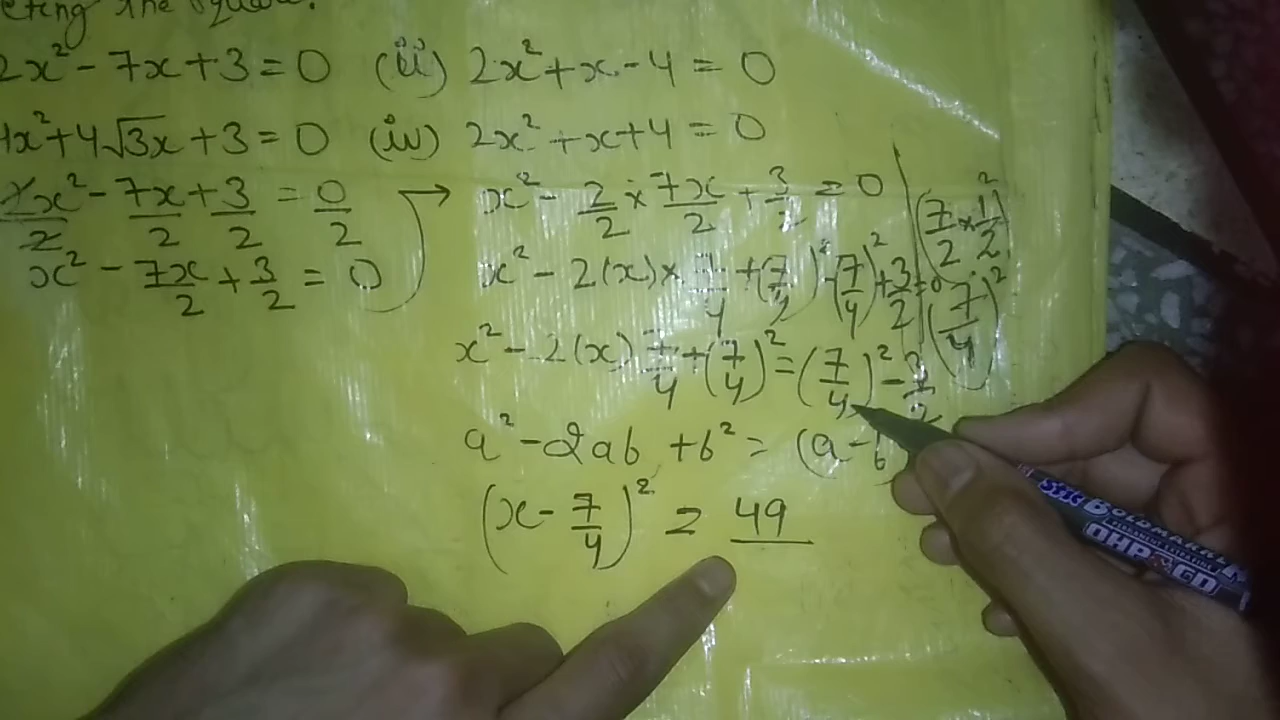 eting the square.
2x² - 7x + 3 = 0 (ii) 2x² + x - 4 = 0
4x² + 4√3x + 3 = 0 (iv) 2x² + x + 4 = 0
2x²/2 - 7x/2 + 3/2 = 0/2
x² - 7x/2 + 3/2 = 0
x² - 2/2 × 7x/2 + 3/2 = 0
x² - 2(x) × 7/4 + (7/4)² - (7/4)² + 3/2 = 0
x² - 2(x) 7/4 + (7/4)² = (7/4)² - 3/2
a² - 2ab + b² = (a - b
(x - 7/4)² = 49
(7/2 × 1/2)²
(7/4)²
BOLDMARKER
PERMANENT
OHP & CD